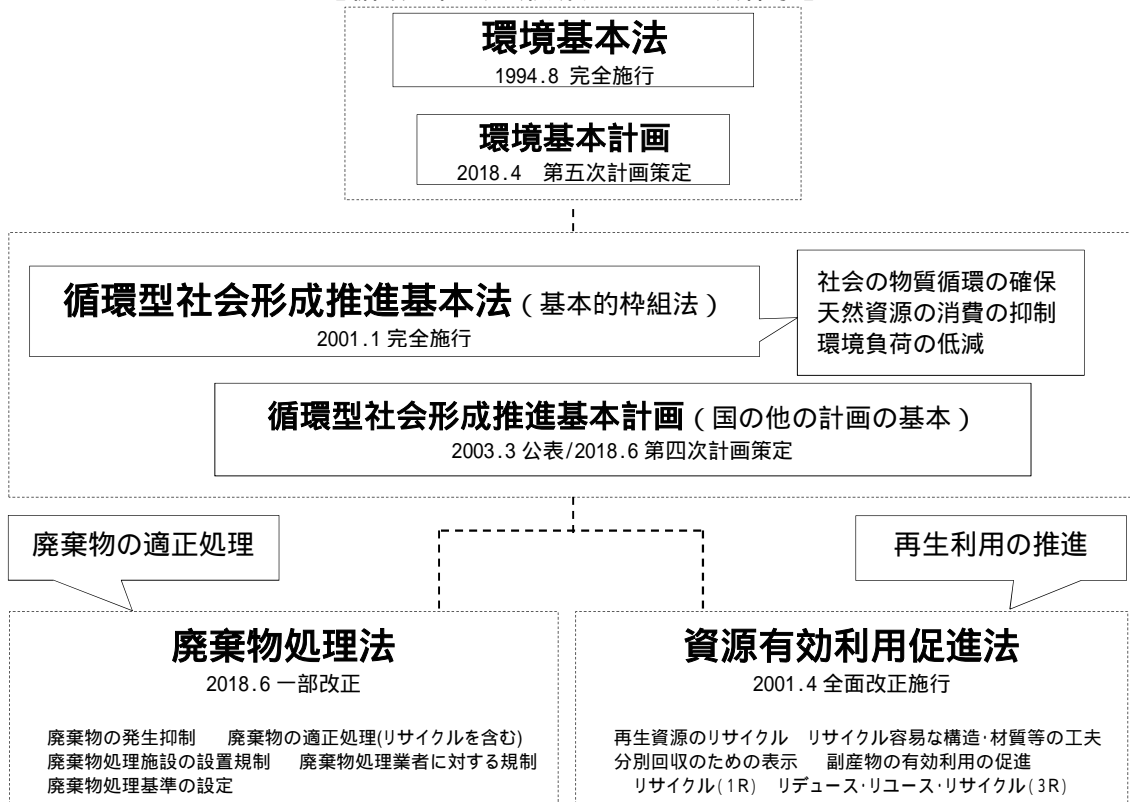 環境基本法
1994.8 完全施行
環境基本計画
2018.4 第五次計画策定
循環型社会形成推進基本法（基本的枠組法）
2001.1 完全施行
社会の物質循環の確保
天然資源の消費の抑制
環境負荷の低減
循環型社会形成推進基本計画（国の他の計画の基本）
2003.3 公表/2018.6 第四次計画策定
廃棄物の適正処理
再生利用の推進
廃棄物処理法
2018.6 一部改正
廃棄物の発生抑制 廃棄物の適正処理(リサイクルを含む)
廃棄物処理施設の設置規制 廃棄物処理業者に対する規制
廃棄物処理基準の設定
資源有効利用促進法
2001.4 全面改正施行
再生資源のリサイクル リサイクル容易な構造・材質等の工夫
分別回収のための表示 副産物の有効利用の促進
リサイクル(1R) リデュース・リユース・リサイクル(3R)